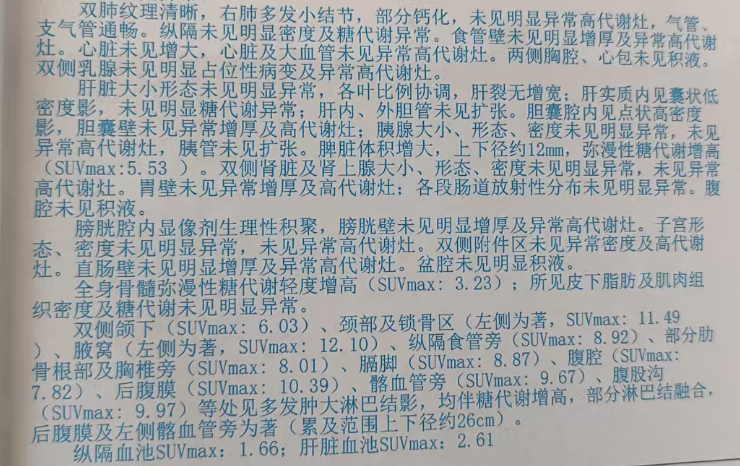 双肺纹理清晰，右肺多发小结节，部分钙化，未见明显异常高代谢灶，气管、
支气管通畅。纵隔未见明显密度及糖代谢异常。食管壁未见明显增厚及高代谢
灶。心脏未见增大，心脏及大血管未见异常高代谢灶。两侧胸腔、心包未见积液。
双侧乳腺未见明显占位性病变及异常高代谢灶。
肝脏大小形态未见明显异常，各叶比例协调，肝裂无增宽；肝实质内见囊状低
密度影，未见明显糖代谢异常；肝内、外胆管未见扩张。胆囊腔内见点状高密度
影，胆囊壁未见异常增厚及高代谢灶；胰腺大小、形态、密度未见明显异常，未见
异常高代谢灶，胰管未见扩张。脾脏体积增大，上下径约12mm，弥漫性糖代谢增高
（SUVmax:5.53 ）。双侧肾脏及肾上腺大小、形态、密度未见明显异常，未见异常
高代谢灶。胃壁未见异常增厚及高代谢灶；各段肠道放射性分布未见明显异常。腹
腔未见积液。
膀胱腔内显像剂生理性积聚，膀胱壁未见明显增厚及异常高代谢灶。子宫形
态、密度未见明显异常，未见异常高代谢灶。双侧附件区未见异常密度及高代谢
灶。直肠壁未见明显增厚及异常高代谢灶。盆腔未见明显积液。
全身骨髓弥漫性糖代谢轻度增高（SUVmax: 3.23）；所见皮下脂肪及肌肉组
织密度及糖代谢未见明显异常。
双侧颌下（SUVmax: 6.03）、颈部及锁骨区（左侧为著，SUVmax: 11.49
）、腋窝（左侧为著，SUVmax: 12.10）、纵隔食管旁（SUVmax: 8.92）、部分肋
骨根部及胸椎旁（SUVmax: 8.01）、膈脚（SUVmax: 8.87）、腹腔（SUVmax:
7.82）、后腹膜（SUVmax: 10.39）、髂血管旁（SUVmax: 9.67）、腹股沟
（SUVmax: 9.97）等处见多发肿大淋巴结影，均伴糖代谢增高，部分淋巴结融合，
后腹膜及左侧髂血管旁为著（累及范围上下径约26cm）。
纵隔血池SUVmax: 1.66；肝脏血池SUVmax: 2.61